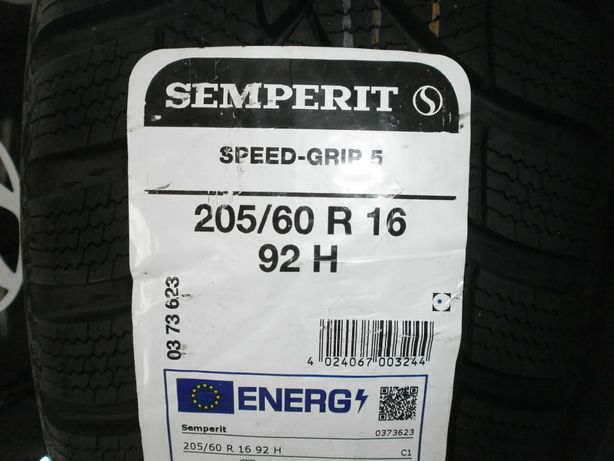 SEMPERIT S
SPEED-GRIP 5
205/60 R 16
92 H
03 73 623
4 024067 003244
ENERG
Semperit 0373623
205/60 R 16 92 H C1